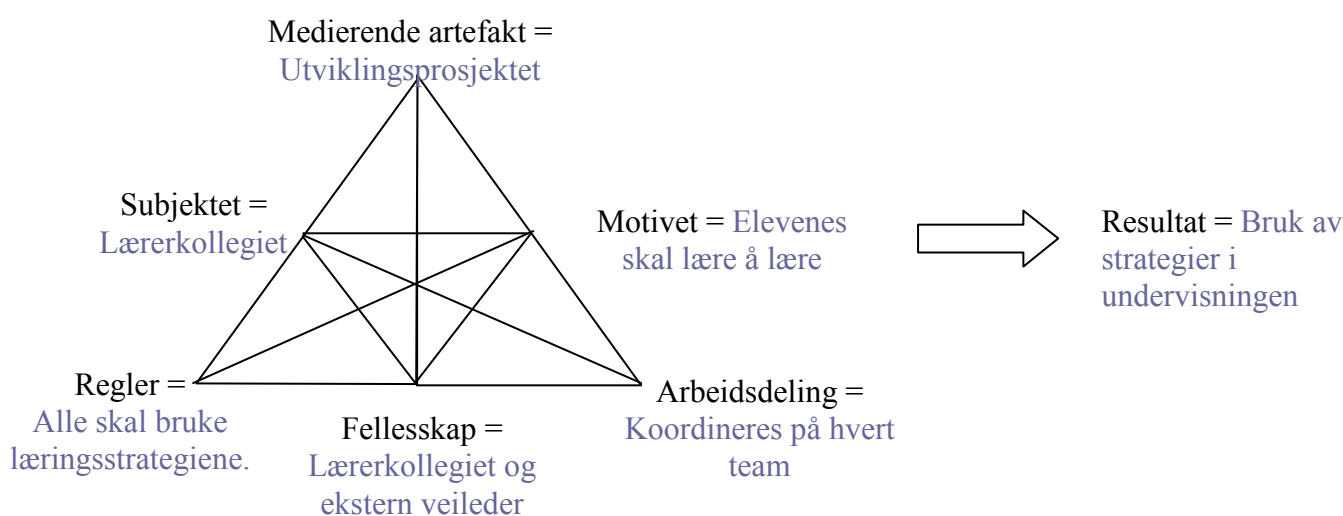 Medierende artefakt =
Utviklingsprosjektet
Subjektet =
Lærerkollegiet
Motivet = Elevenes
skal lære å lære
Resultat = Bruk av
strategier i
undervisningen
Regler =
Alle skal bruke
læringsstrategiene.
Fellesskap =
Lærerkollegiet og
ekstern veileder
Arbeidsdeling =
Koordineres på hvert
team